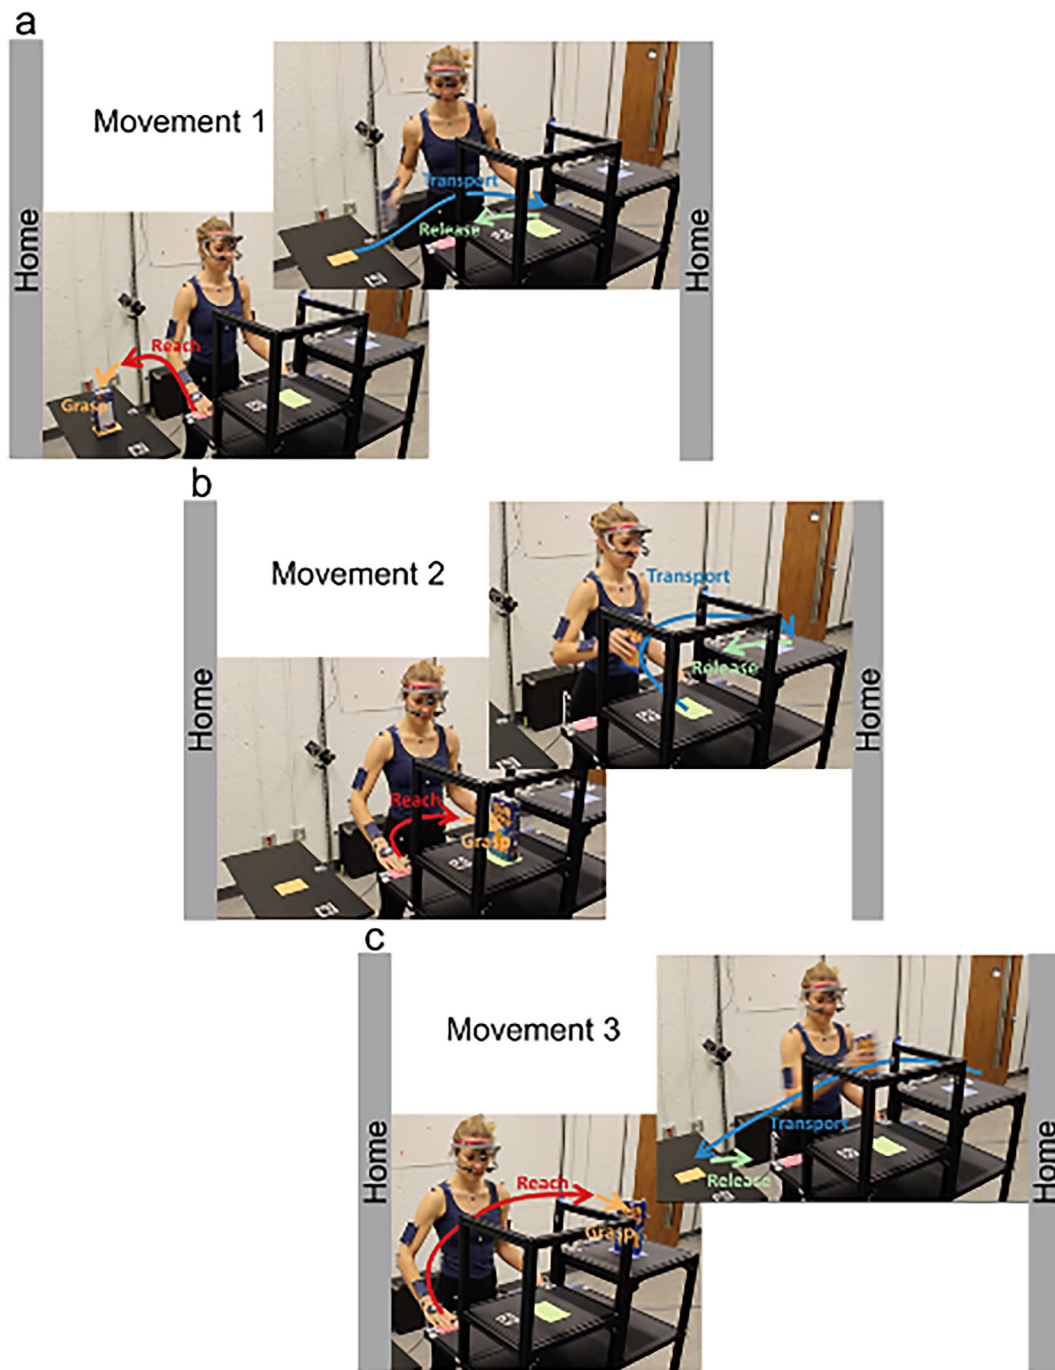 a
Movement 1
Home
Transport
Release
Home
Reach
Grasp
b
Movement 2
Home
Transport
Release
Home
Reach
Grasp
c
Movement 3
Home
Transport
Release
Home
Reach
Grasp